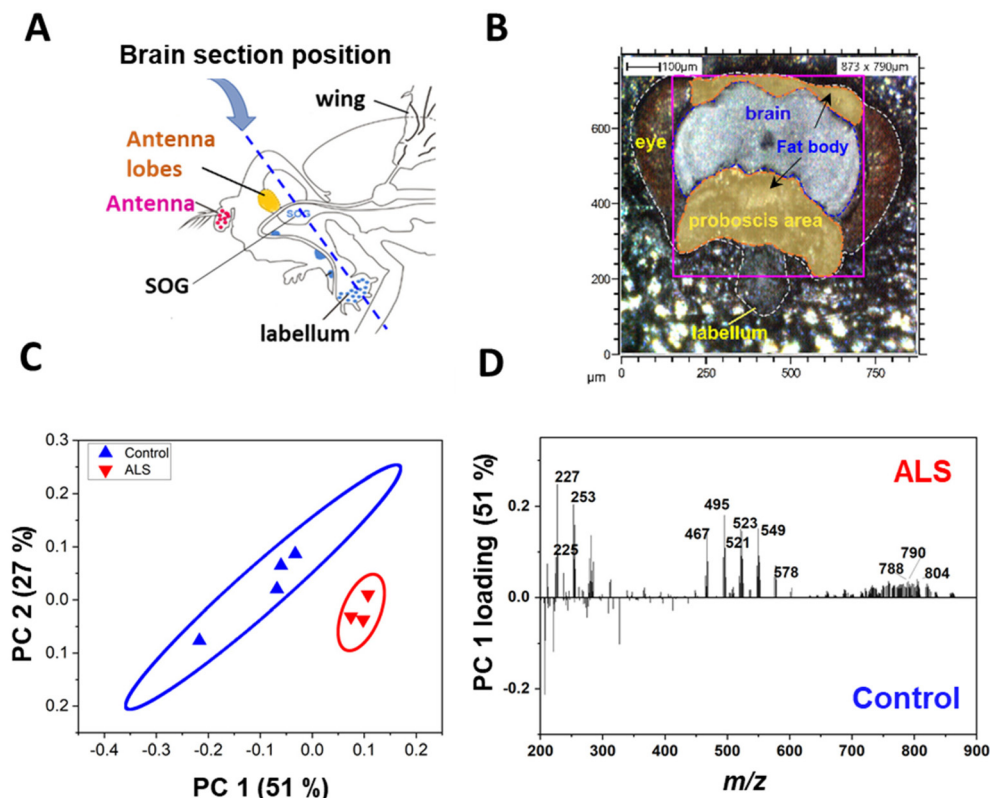 A
Brain section position
wing
Antenna
lobes
Antenna
SOG
SOG
labellum
B
100µm
873 x 790µm
brain
eye
Fat body
proboscis area
labellum
600
400
200
0
µm
0
250
500
750
C
Control
ALS
0.3
0.2
0.1
0.0
0.1
0.2
PC 2 (27 %)
-0.4
-0.3
-0.2
-0.1
0.0
0.1
0.2
PC 1 (51 %)
D
ALS
227
253
225
467
495
521
523
549
578
788
790
804
0.2
0.0
-0.2
PC 1 loading (51 %)
Control
200
300
400
500
600
700
800
900
m/z